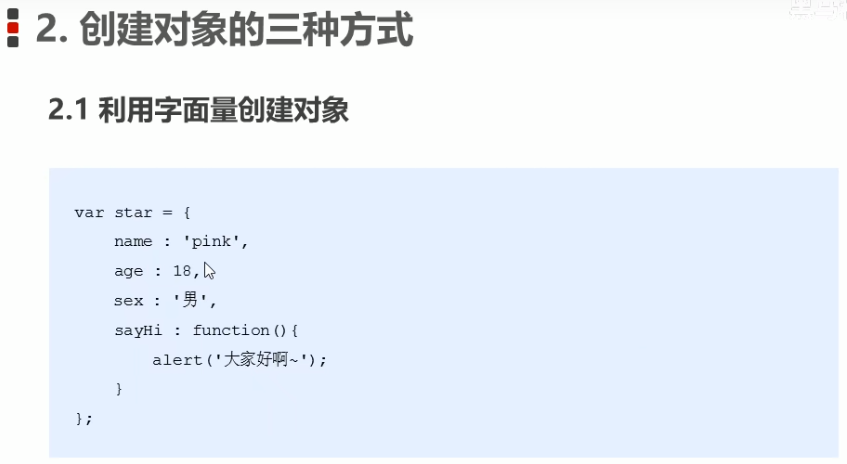 2. 创建对象的三种方式
2.1 利用字面量创建对象
var star = {
    name : 'pink',
    age : 18,
    sex : '男',
    sayHi : function(){
        alert('大家好啊~');
    }
};